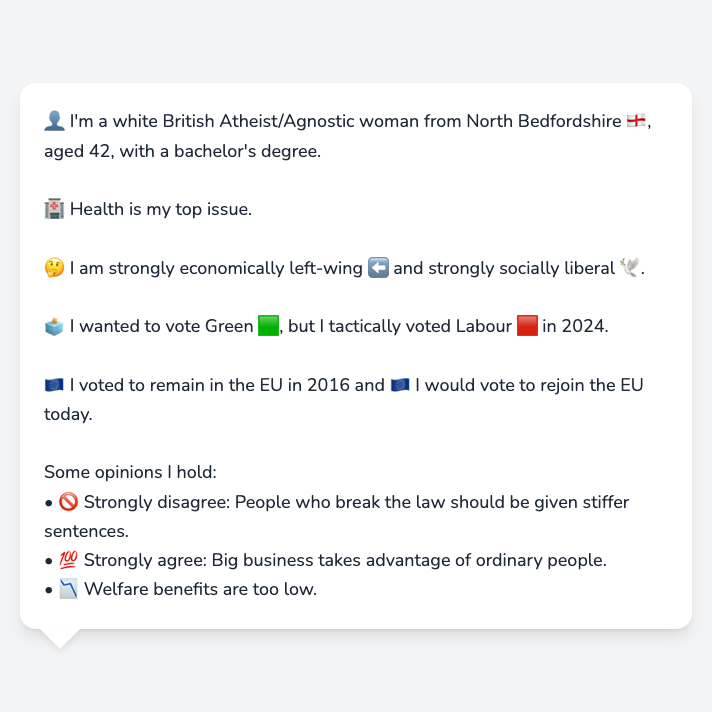 👤 I'm a white British Atheist/Agnostic woman from North Bedfordshire 🏴󠁧󠁢󠁥󠁮󠁧󠁿,
aged 42, with a bachelor's degree.
🏥 Health is my top issue.
🤔 I am strongly economically left-wing ⬅️ and strongly socially liberal 🕊️.
🗳️ I wanted to vote Green 🟩, but I tactically voted Labour 🟥 in 2024.
🇪🇺 I voted to remain in the EU in 2016 and 🇪🇺 I would vote to rejoin the EU
today.
Some opinions I hold:
• 🚫 Strongly disagree: People who break the law should be given stiffer
sentences.
• 💯 Strongly agree: Big business takes advantage of ordinary people.
• 📉 Welfare benefits are too low.